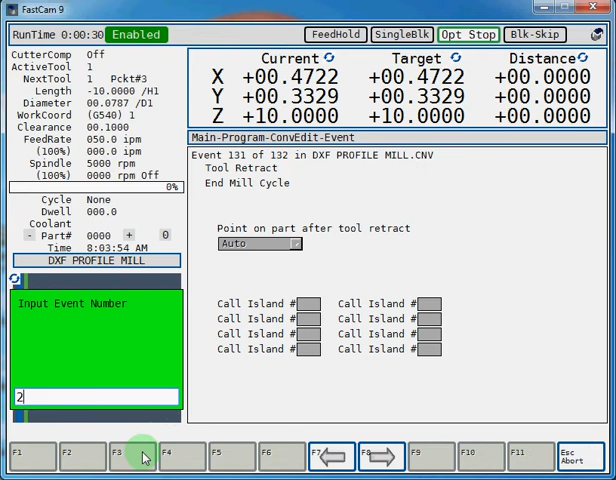 FastCam 9
RunTime 0:00:30 Enabled FeedHold SingleBlk Opt Stop Blk-Skip
CutterComp Off
ActiveTool 1
NextTool 1 Pckt#3
Length -10.0000 /H1
Diameter 00.0787 /D1
WorkCoord (G540) 1
Clearance 00.1000
FeedRate 050.0 ipm
(100%) 000.0 ipm
Spindle 5000 rpm
(100%) 0000 rpm Off
0%
Cycle None
Dwell 000.0
Coolant
- Part# 0000 + 0
Time 8:03:54 AM
DXF PROFILE MILL
Input Event Number
2
Current Target Distance
X +00.4722 +00.4722 +00.0000
Y +00.3329 +00.3329 +00.0000
Z +10.0000 +10.0000 +00.0000
Main-Program-ConvEdit-Event
Event 131 of 132 in DXF PROFILE MILL.CNV
Tool Retract
End Mill Cycle
Point on part after tool retract
Auto
Call Island # Call Island #
Call Island # Call Island #
Call Island # Call Island #
Call Island # Call Island #
F1 F2 F3 F4 F5 F6 F7 F8 F9 F10 F11 Esc
Abort